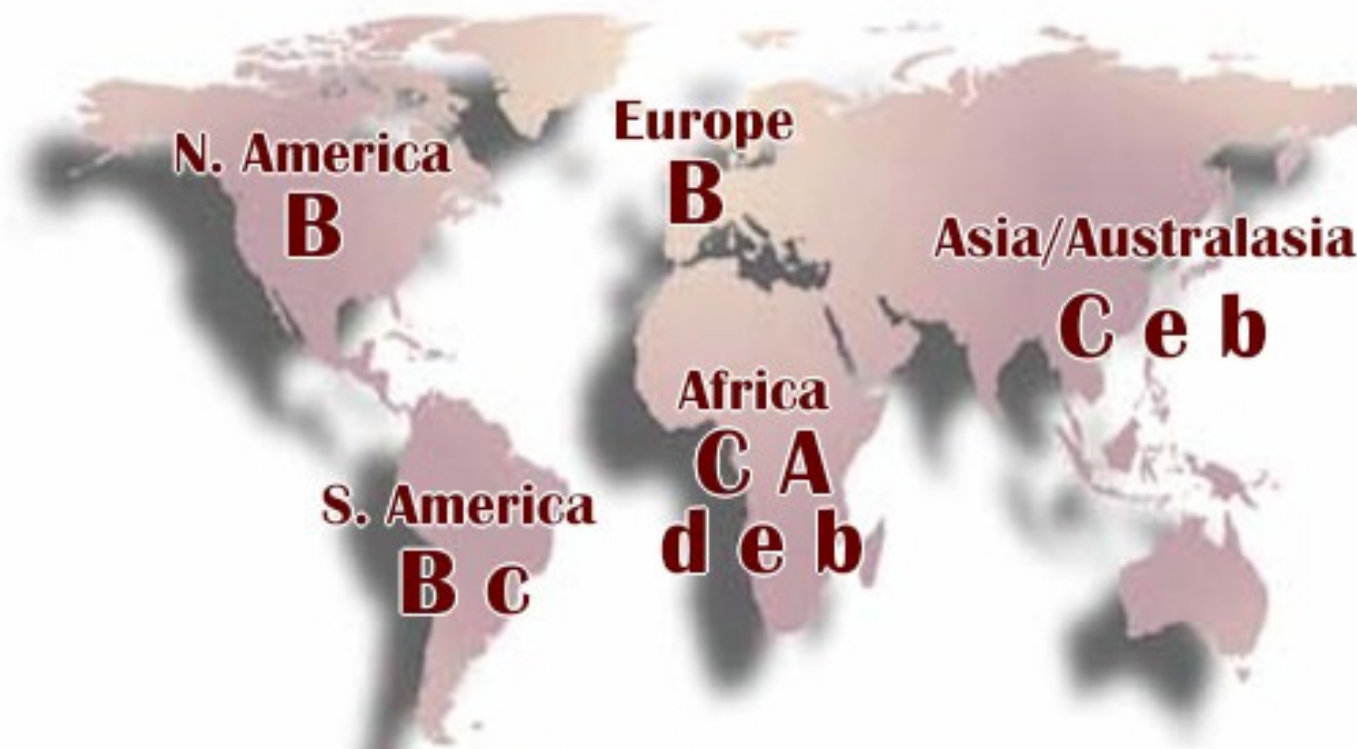 N. America
B
Europe
B
Asia/Australasia
C e b
Africa
C A
d e b
S. America
B c